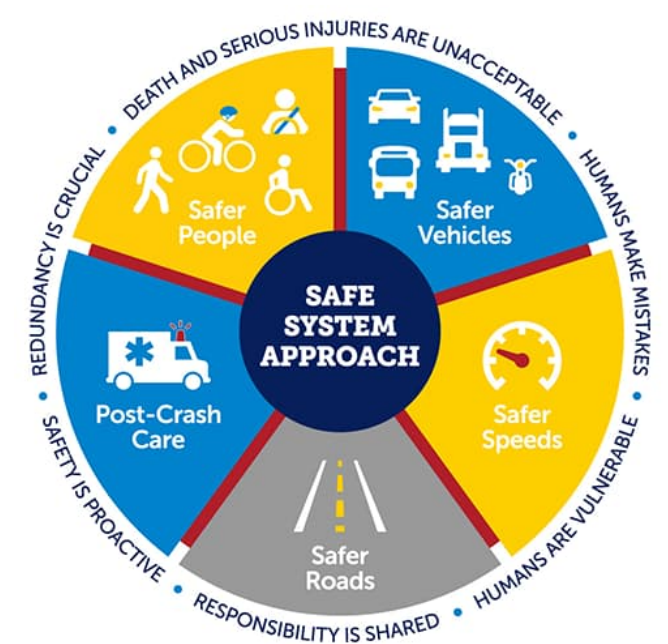 DEATH AND SERIOUS INJURIES ARE UNACCEPTABLE
HUMANS MAKE MISTAKES
HUMANS ARE VULNERABLE
RESPONSIBILITY IS SHARED
SAFETY IS PROACTIVE
REDUNDANCY IS CRUCIAL
Safer
People
Safer
Vehicles
SAFE
SYSTEM
APPROACH
Safer
Speeds
Post-Crash
Care
Safer
Roads